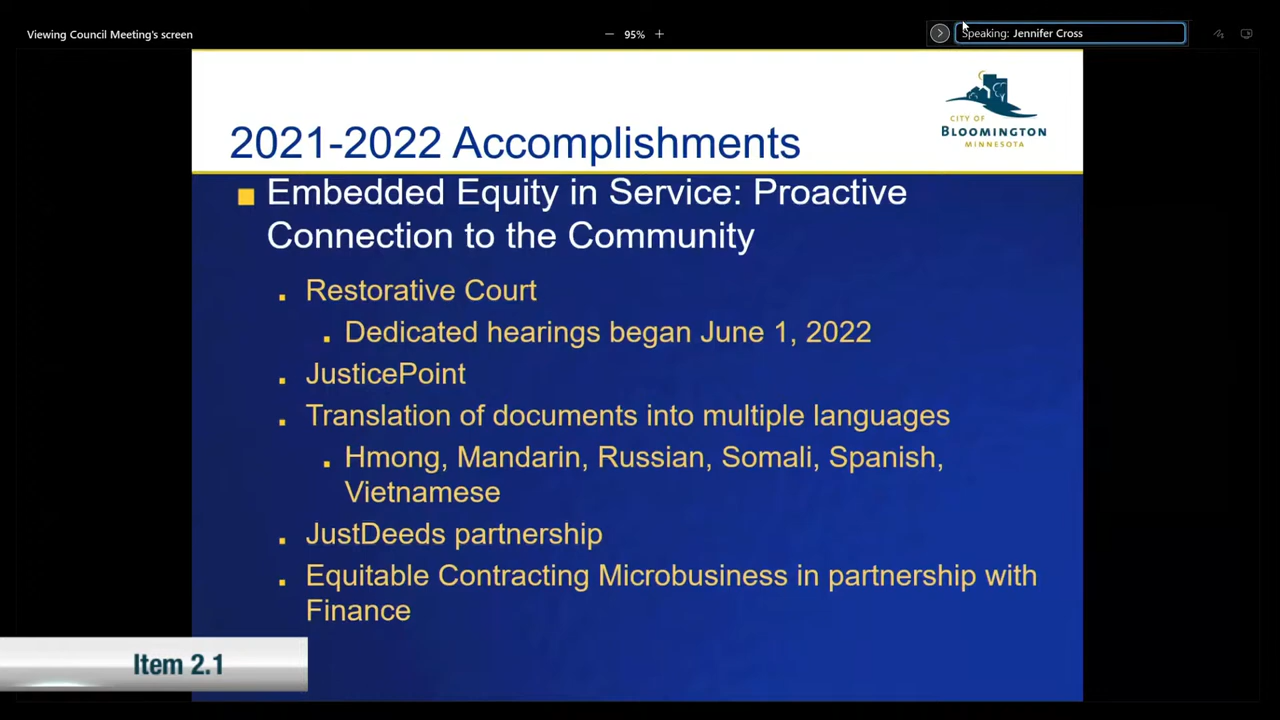 Viewing Council Meeting's screen
95%
Speaking: Jennifer Cross
CITY OF
BLOOMINGTON
MINNESOTA
2021-2022 Accomplishments
Embedded Equity in Service: Proactive
Connection to the Community
Restorative Court
Dedicated hearings began June 1, 2022
JusticePoint
Translation of documents into multiple languages
Hmong, Mandarin, Russian, Somali, Spanish,
Vietnamese
JustDeeds partnership
Equitable Contracting Microbusiness in partnership with
Finance
Item 2.1